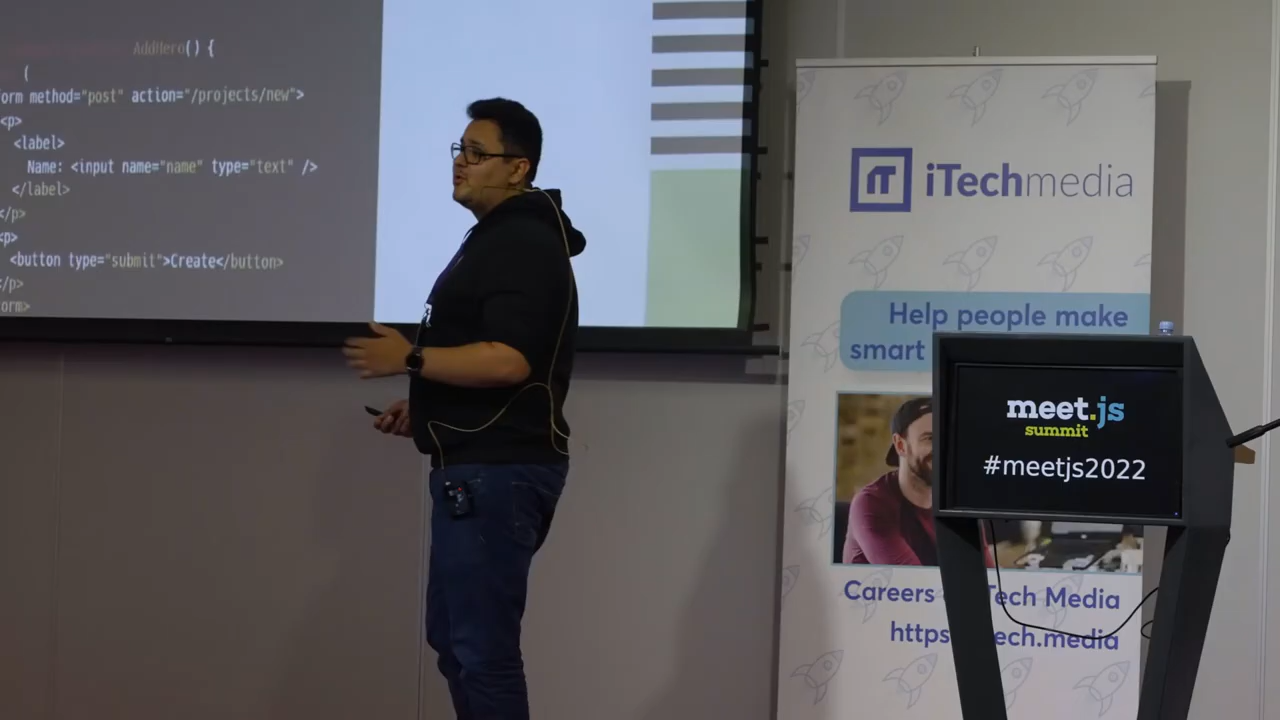 AddHero() {
(
orm method="post" action="/projects/new">
<p>
<label>
Name: <input name="name" type="text" />
</label>
</p>
<p>
<button type="submit">Create</button>
/p>
orm>
iTechmedia
Help people make
smart
meet.js
summit
#meetjs2022
Careers Tech Media
https ech.media